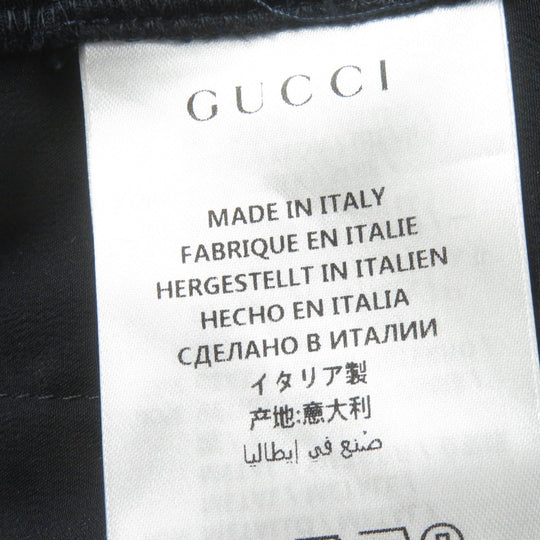 GUCCI
MADE IN ITALY
FABRIQUE EN ITALIE
HERGESTELLT IN ITALIEN
HECHO EN ITALIA
СДЕЛАНО В ИТАЛИИ
イタリア製
产地:意大利
صنع في إيطاليا